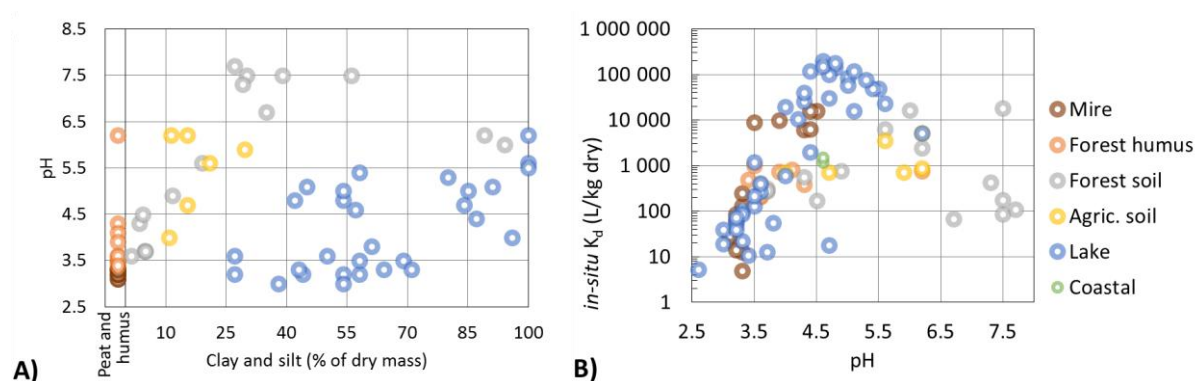 8.5
7.5
6.5
5.5
4.5
3.5
2.5
pH
Peat and
humus
10 25 40 55 70 85 100
Clay and silt (% of dry mass)
A)
1 000 000
100 000
10 000
1 000
100
10
1
in-situ Kd (L/kg dry)
2.5 3.5 4.5 5.5 6.5 7.5
pH
B)
Mire
Forest humus
Forest soil
Agric. soil
Lake
Coastal